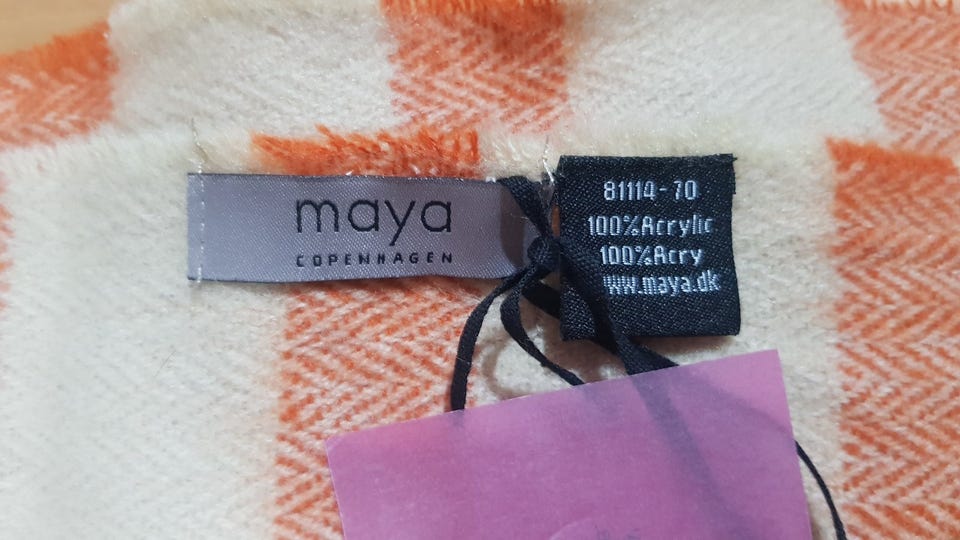 maya
COPENHAGEN
81114-70
100%Acrylic
100%Acry
www.maya.dk